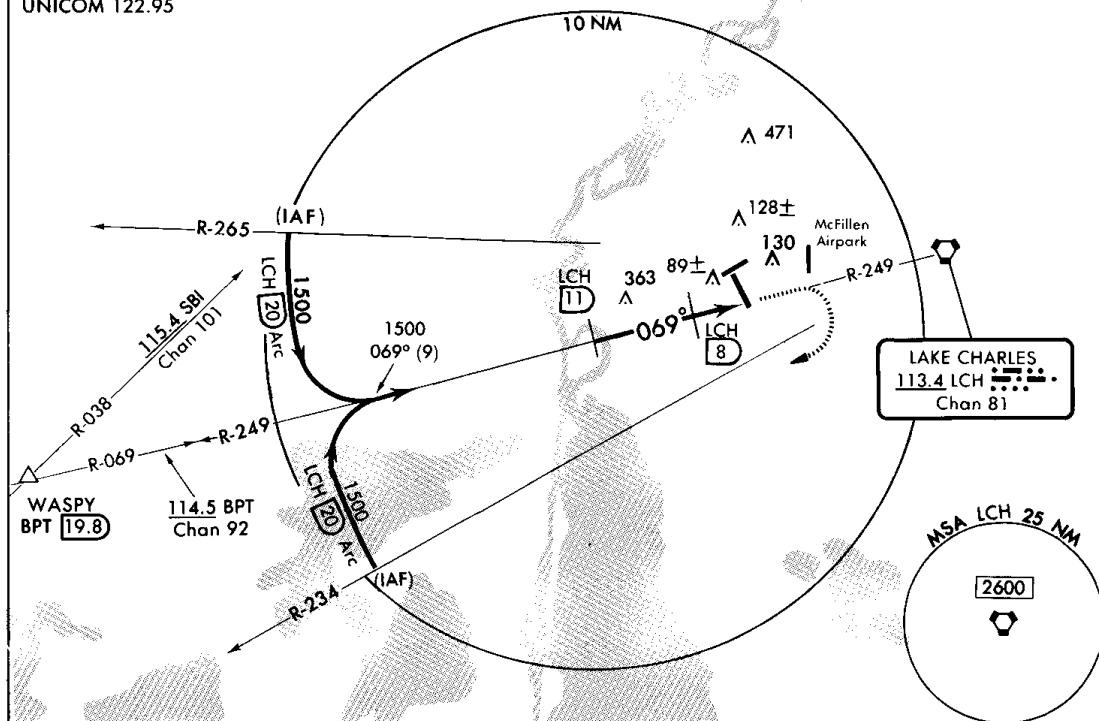 UNICOM 122.95
10 NM
471
128±
McFillen
Airpark
130
R-265
(IAF)
LCH
11
363
89±
R-249
LCH 20 Arc
1500
115.4 SBI
Chan 101
1500
069° (9)
069°
LCH
8
LAKE CHARLES
113.4 LCH
Chan 81
R-038
R-069
R-249
WASPY
BPT 19.8
114.5 BPT
Chan 92
LCH 20 Arc
1500
(IAF)
R-234
MSA LCH 25 NM
2600